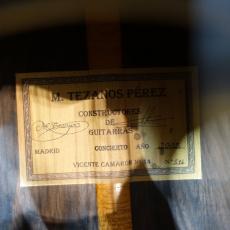 M. TEZANOS PÉREZ
CONSTRUCTORES
DE
GUITARRAS
MADRID CONCIERTO AÑO
VICENTE CAMARON